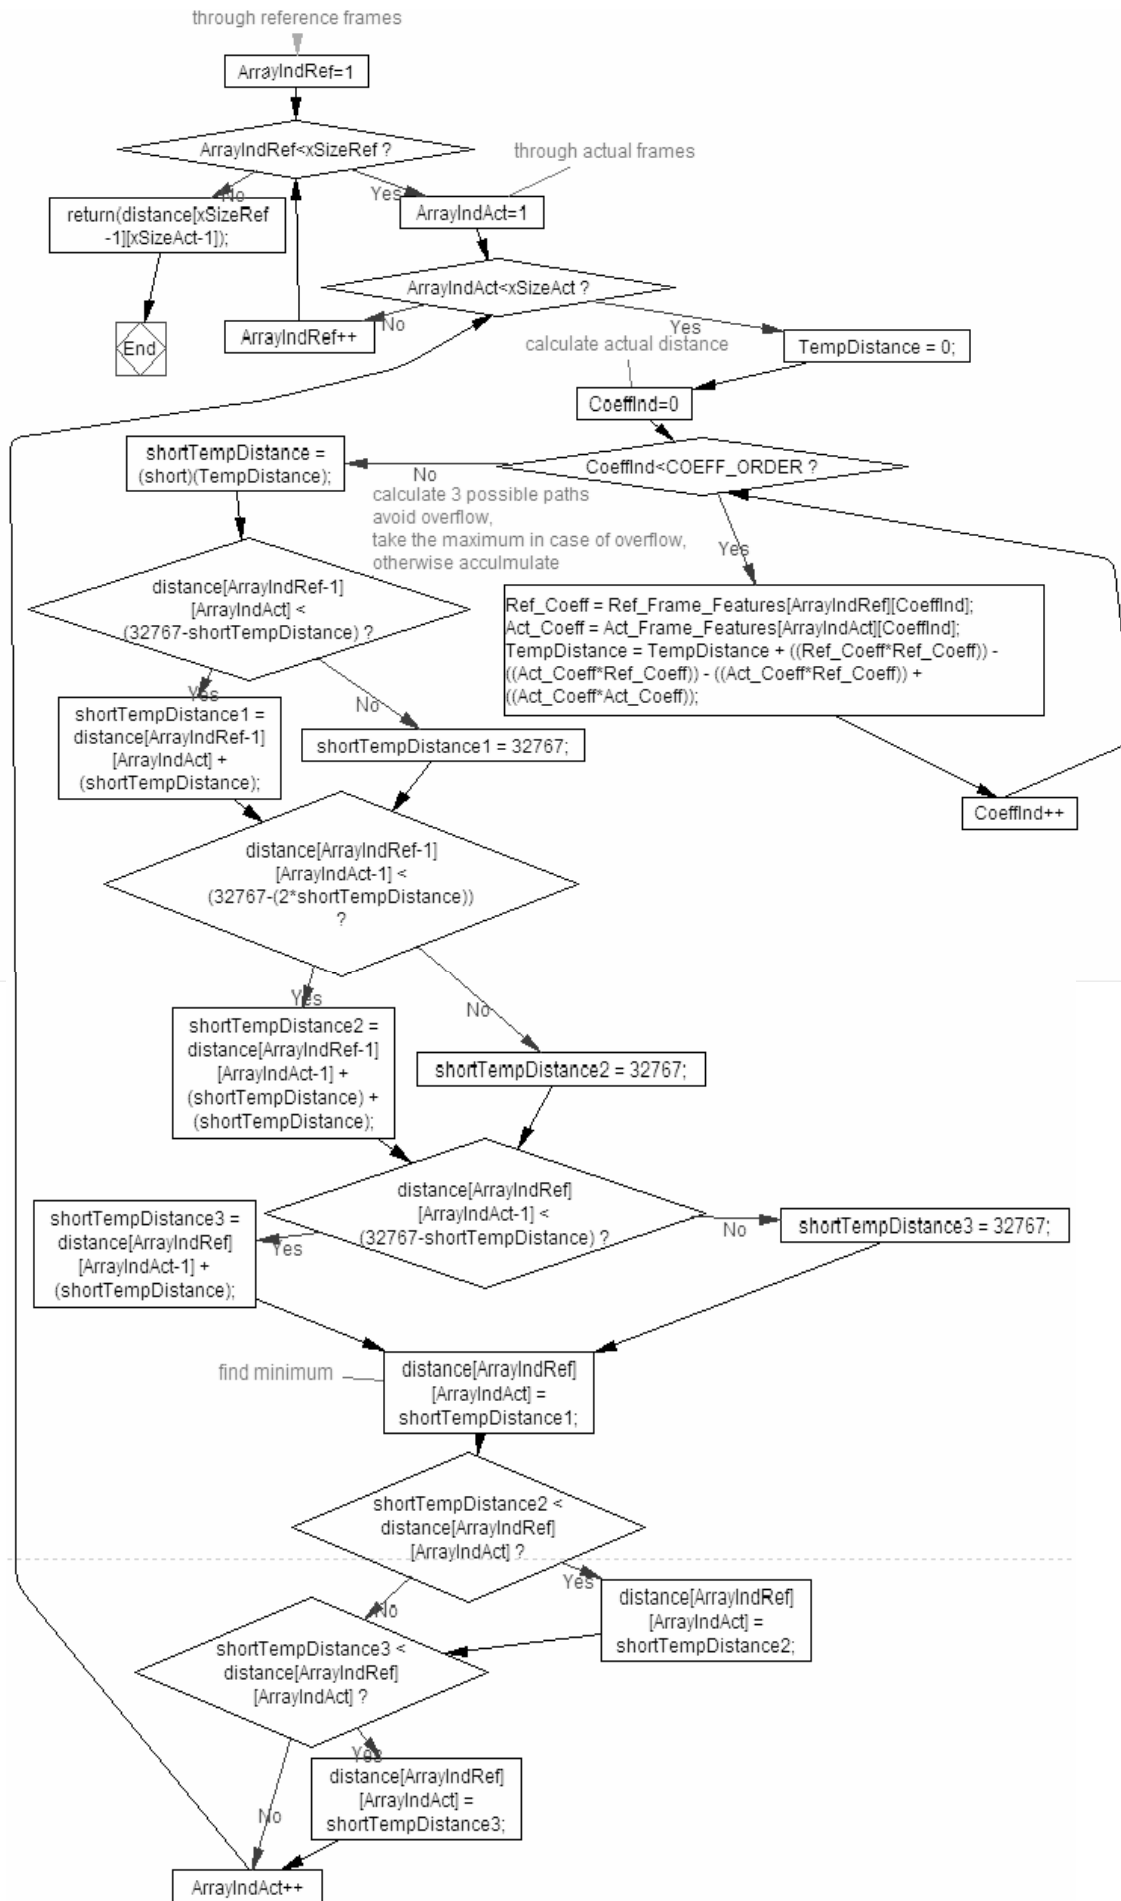 through reference frames
ArrayIndRef=1
ArrayIndRef<xSizeRef ?
through actual frames
No
Yes
return(distance[xSizeRef
-1][xSizeAct-1]);
ArrayIndAct=1
ArrayIndAct<xSizeAct ?
End
ArrayIndRef++
No
Yes
calculate actual distance
TempDistance = 0;
CoeffInd=0
shortTempDistance =
(short)(TempDistance);
CoeffInd<COEFF_ORDER ?
No
calculate 3 possible paths
avoid overflow,
take the maximum in case of overflow,
otherwise acculmulate
Yes
distance[ArrayIndRef-1]
[ArrayIndAct] <
(32767-shortTempDistance) ?
Ref_Coeff = Ref_Frame_Features[ArrayIndRef][CoeffInd];
Act_Coeff = Act_Frame_Features[ArrayIndAct][CoeffInd];
TempDistance = TempDistance + ((Ref_Coeff*Ref_Coeff)) -
((Act_Coeff*Ref_Coeff)) - ((Act_Coeff*Ref_Coeff)) +
((Act_Coeff*Act_Coeff));
Yes
No
shortTempDistance1 =
distance[ArrayIndRef-1]
[ArrayIndAct] +
(shortTempDistance);
shortTempDistance1 = 32767;
CoeffInd++
distance[ArrayIndRef-1]
[ArrayIndAct-1] <
(32767-(2*shortTempDistance))
?
Yes
No
shortTempDistance2 =
distance[ArrayIndRef-1]
[ArrayIndAct-1] +
(shortTempDistance) +
(shortTempDistance);
shortTempDistance2 = 32767;
distance[ArrayIndRef]
[ArrayIndAct-1] <
(32767-shortTempDistance) ?
Yes
No
shortTempDistance3 =
distance[ArrayIndRef]
[ArrayIndAct-1] +
(shortTempDistance);
shortTempDistance3 = 32767;
find minimum
distance[ArrayIndRef]
[ArrayIndAct] =
shortTempDistance1;
shortTempDistance2 <
distance[ArrayIndRef]
[ArrayIndAct] ?
No
Yes
distance[ArrayIndRef]
[ArrayIndAct] =
shortTempDistance2;
shortTempDistance3 <
distance[ArrayIndRef]
[ArrayIndAct] ?
Yes
No
distance[ArrayIndRef]
[ArrayIndAct] =
shortTempDistance3;
ArrayIndAct++